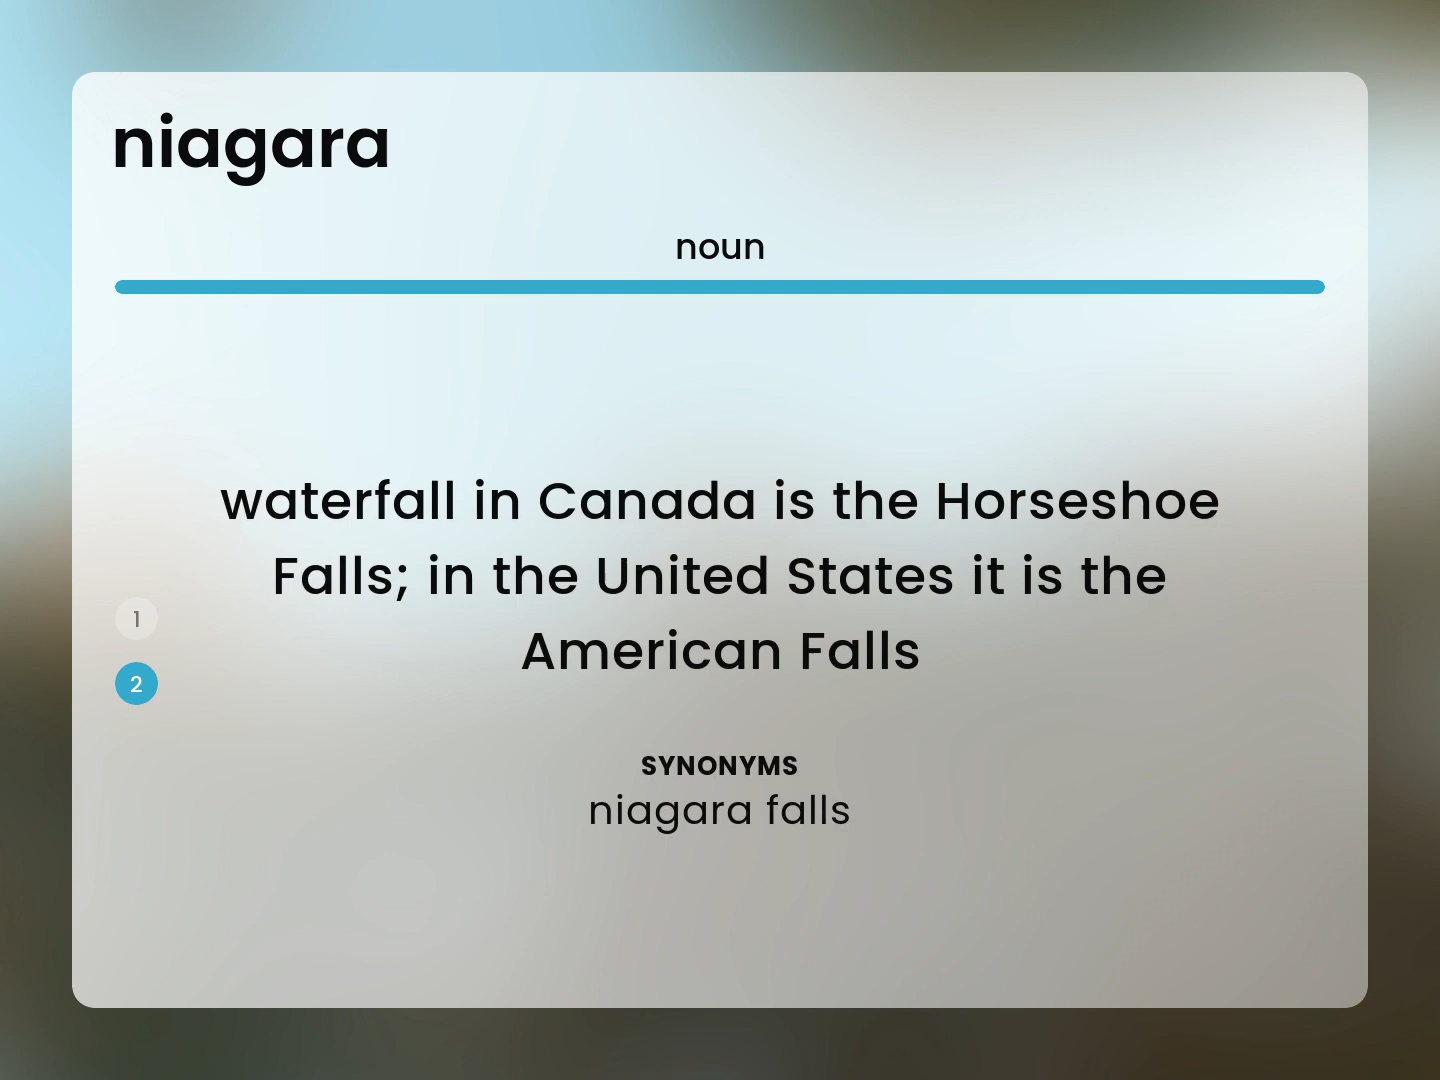 niagara
noun
waterfall in Canada is the Horseshoe
Falls; in the United States it is the
American Falls
1
2
SYNONYMS
niagara falls